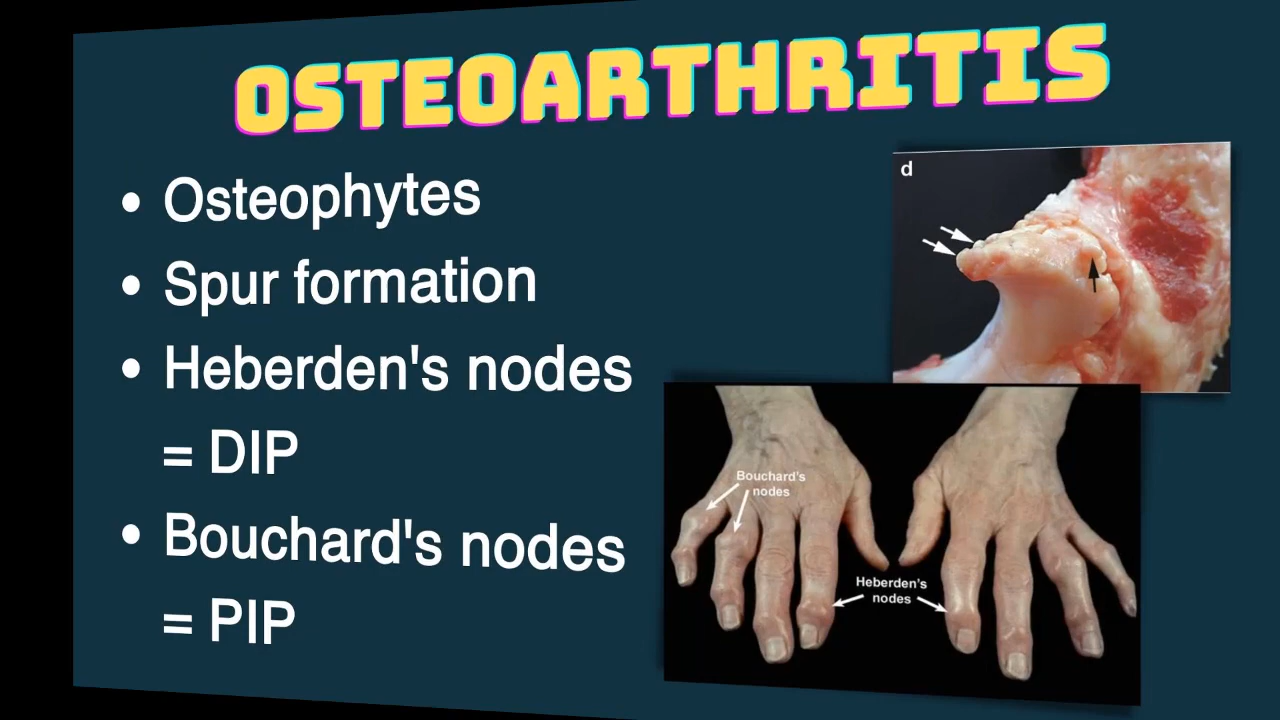 OSTEOARTHRITIS
• Osteophytes
• Spur formation
• Heberden's nodes
= DIP
• Bouchard's nodes
= PIP
d
Bouchard's
nodes
Heberden's
nodes